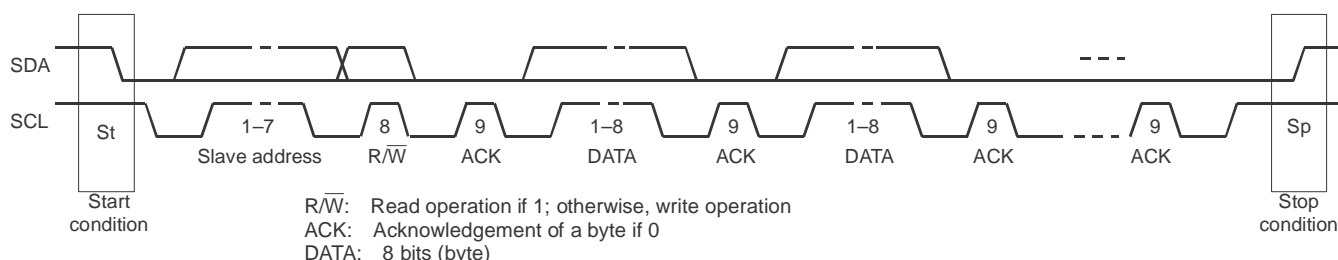 SDA
SCL
St
1–7
8
9
1–8
9
1–8
9
9
Sp
Slave address
R/W̅
ACK
DATA
ACK
DATA
ACK
ACK
Start
condition
Stop
condition
R/W̅: Read operation if 1; otherwise, write operation
ACK: Acknowledgement of a byte if 0
DATA: 8 bits (byte)